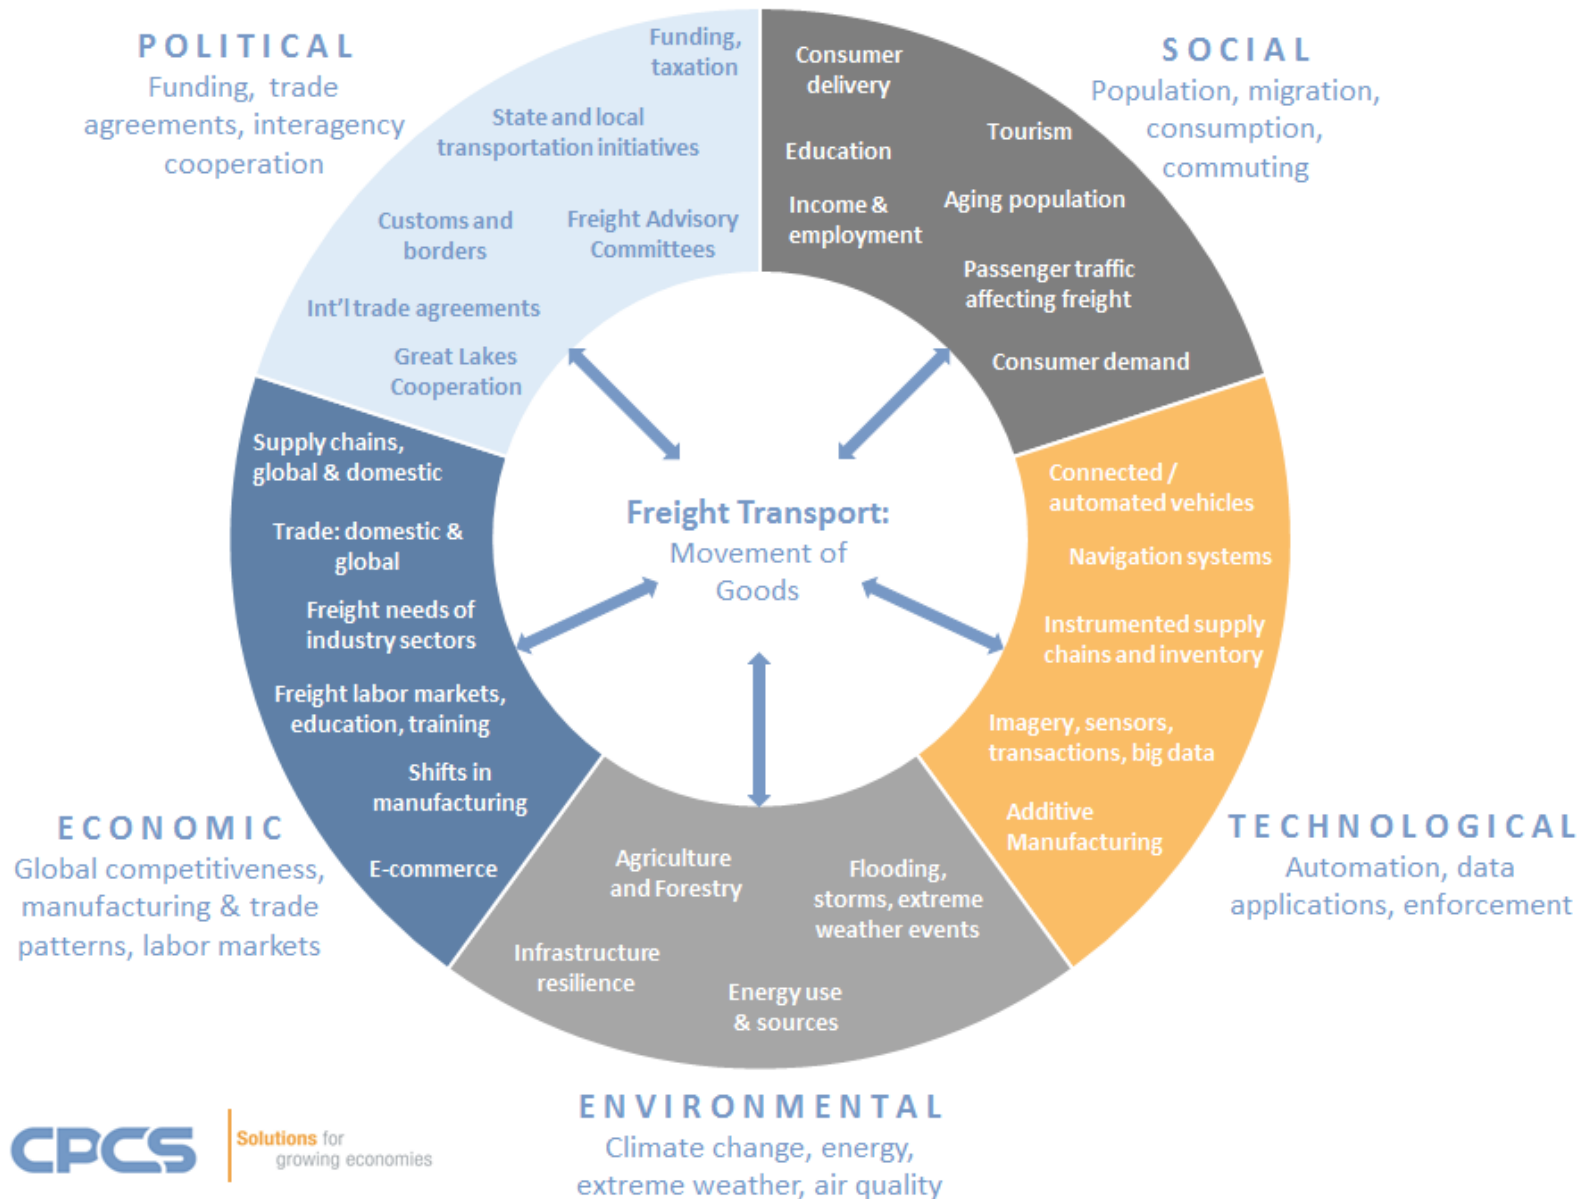 POLITICAL
Funding, trade
agreements, interagency
cooperation
Funding,
taxation
State and local
transportation initiatives
Customs and
borders
Freight Advisory
Committees
Int'l trade agreements
Great Lakes
Cooperation
SOCIAL
Population, migration,
consumption,
commuting
Consumer
delivery
Tourism
Education
Income &
employment
Aging population
Passenger traffic
affecting freight
Consumer demand
Freight Transport:
Movement of
Goods
Supply chains,
global & domestic
Trade: domestic &
global
Freight needs of
industry sectors
Freight labor markets,
education, training
Shifts in
manufacturing
E-commerce
ECONOMIC
Global competitiveness,
manufacturing & trade
patterns, labor markets
Connected /
automated vehicles
Navigation systems
Instrumented supply
chains and inventory
Imagery, sensors,
transactions, big data
Additive
Manufacturing
TECHNOLOGICAL
Automation, data
applications, enforcement
Agriculture
and Forestry
Flooding,
storms, extreme
weather events
Infrastructure
resilience
Energy use
& sources
ENVIRONMENTAL
Climate change, energy,
extreme weather, air quality
CPCS
Solutions for
growing economies